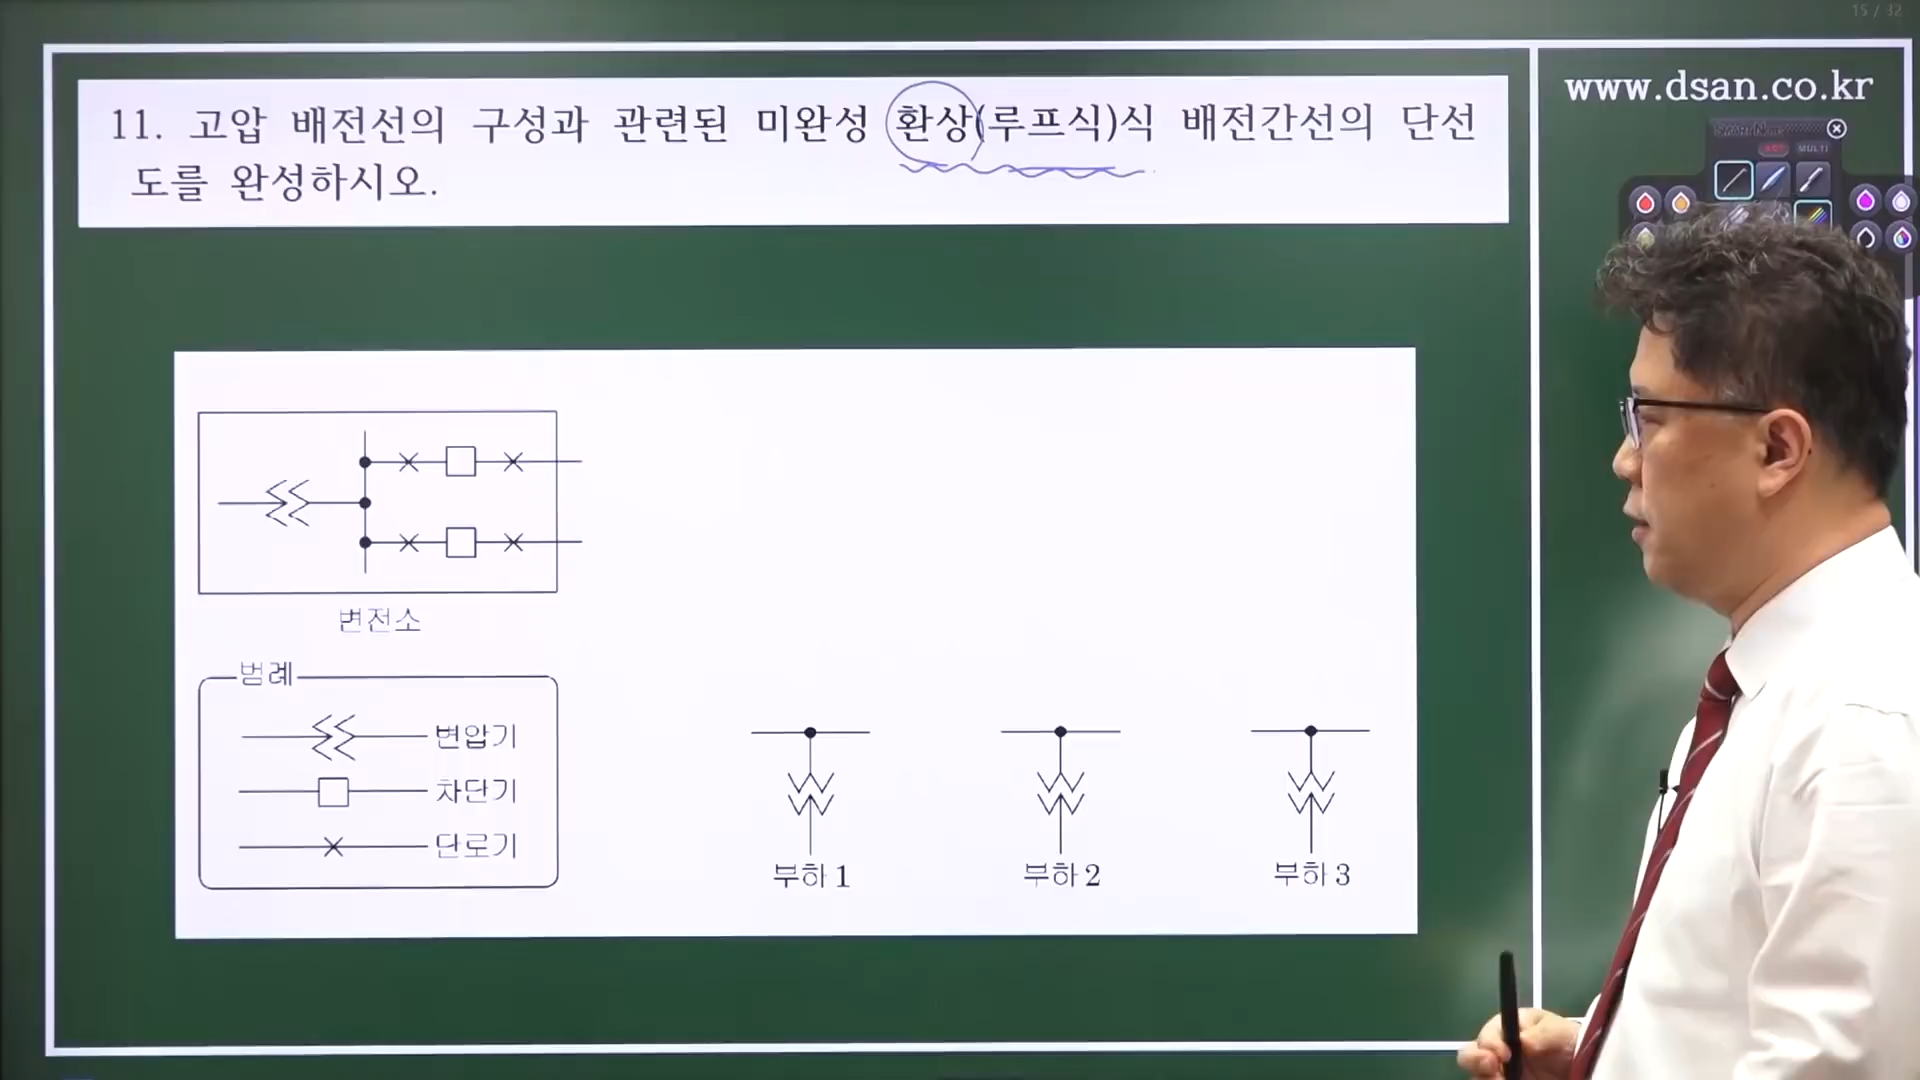 15 / 32
www.dsan.co.kr
11. 고압 배전선의 구성과 관련된 미완성 환상(루프식)식 배전간선의 단선
도를 완성하시오.
MULTI
변전소
범례
변압기
차단기
단로기
부하 1
부하 2
부하 3